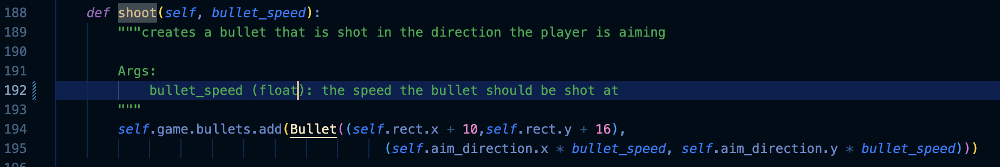 188 def shoot(self, bullet_speed):
189 """creates a bullet that is shot in the direction the player is aiming
190
191 Args:
192 bullet_speed (float): the speed the bullet should be shot at
193 """
194 self.game.bullets.add(Bullet((self.rect.x + 10,self.rect.y + 16),
195 (self.aim_direction.x * bullet_speed, self.aim_direction.y * bullet_speed)))
196